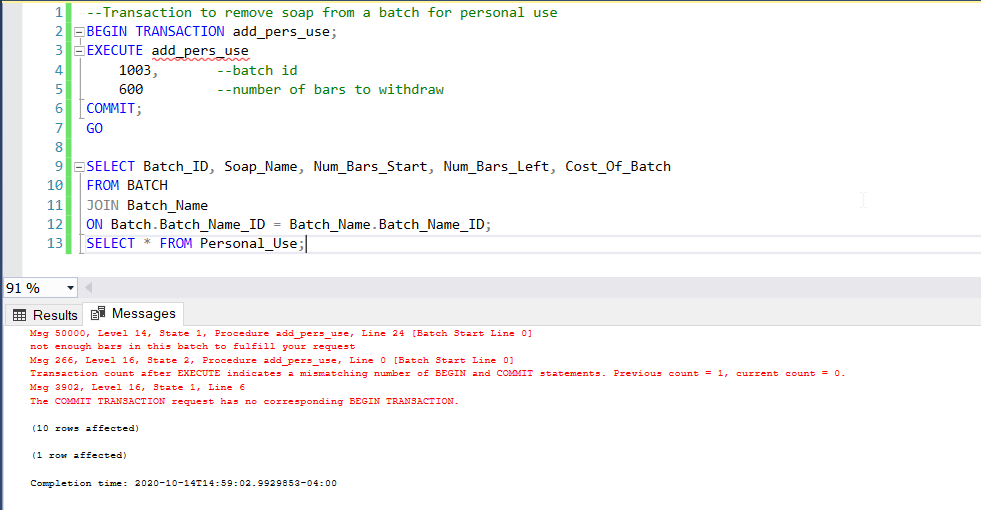 1 --Transaction to remove soap from a batch for personal use
2 BEGIN TRANSACTION add_pers_use;
3 EXECUTE add_pers_use
4 1003, --batch id
5 600 --number of bars to withdraw
6 COMMIT;
7 GO
8
9 SELECT Batch_ID, Soap_Name, Num_Bars_Start, Num_Bars_Left, Cost_Of_Batch
10 FROM BATCH
11 JOIN Batch_Name
12 ON Batch.Batch_Name_ID = Batch_Name.Batch_Name_ID;
13 SELECT * FROM Personal_Use;
91 %
Results Messages
Msg 50000, Level 14, State 1, Procedure add_pers_use, Line 24 [Batch Start Line 0]
not enough bars in this batch to fulfill your request
Msg 266, Level 16, State 2, Procedure add_pers_use, Line 0 [Batch Start Line 0]
Transaction count after EXECUTE indicates a mismatching number of BEGIN and COMMIT statements. Previous count = 1, current count = 0.
Msg 3902, Level 16, State 1, Line 6
The COMMIT TRANSACTION request has no corresponding BEGIN TRANSACTION.
(10 rows affected)
(1 row affected)
Completion time: 2020-10-14T14:59:02.9929853-04:00